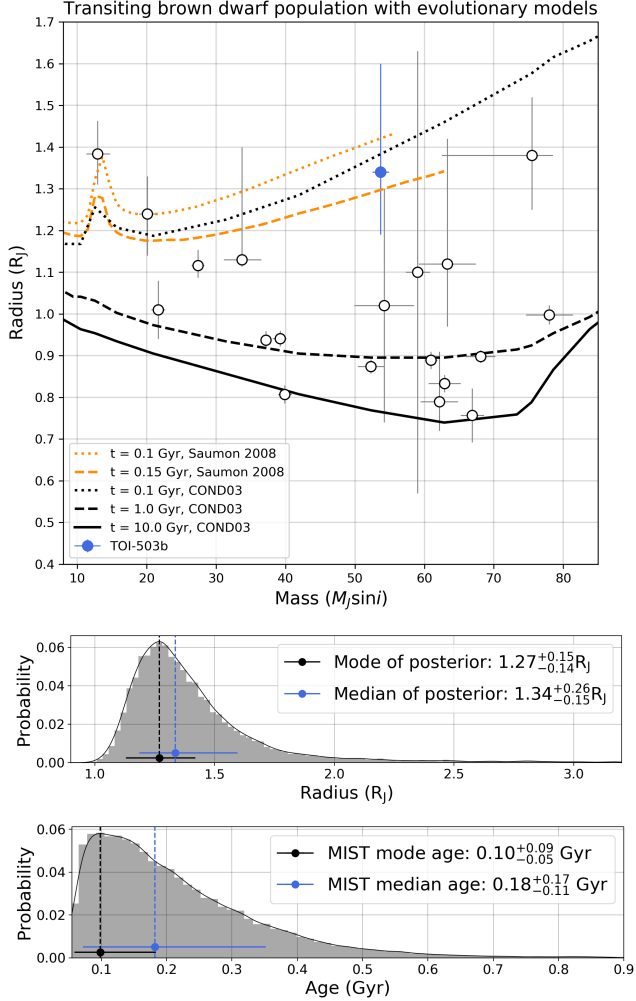 Transiting brown dwarf population with evolutionary models
1.7
1.6
1.5
1.4
1.3
1.2
1.1
1.0
0.9
0.8
0.7
0.6
0.5
0.4
Radius (R_J)
t = 0.1 Gyr, Saumon 2008
t = 0.15 Gyr, Saumon 2008
t = 0.1 Gyr, COND03
t = 1.0 Gyr, COND03
t = 10.0 Gyr, COND03
TOI-503b
10 20 30 40 50 60 70 80
Mass (M_J sin i)
0.06
0.04
0.02
0.00
Probability
Mode of posterior: 1.27^{+0.15}_{-0.14}R_J
Median of posterior: 1.34^{+0.26}_{-0.15}R_J
1.0 1.5 2.0 2.5 3.0
Radius (R_J)
0.06
0.04
0.02
0.00
Probability
MIST mode age: 0.10^{+0.09}_{-0.05} Gyr
MIST median age: 0.18^{+0.17}_{-0.11} Gyr
0.1 0.2 0.3 0.4 0.5 0.6 0.7 0.8 0.9
Age (Gyr)